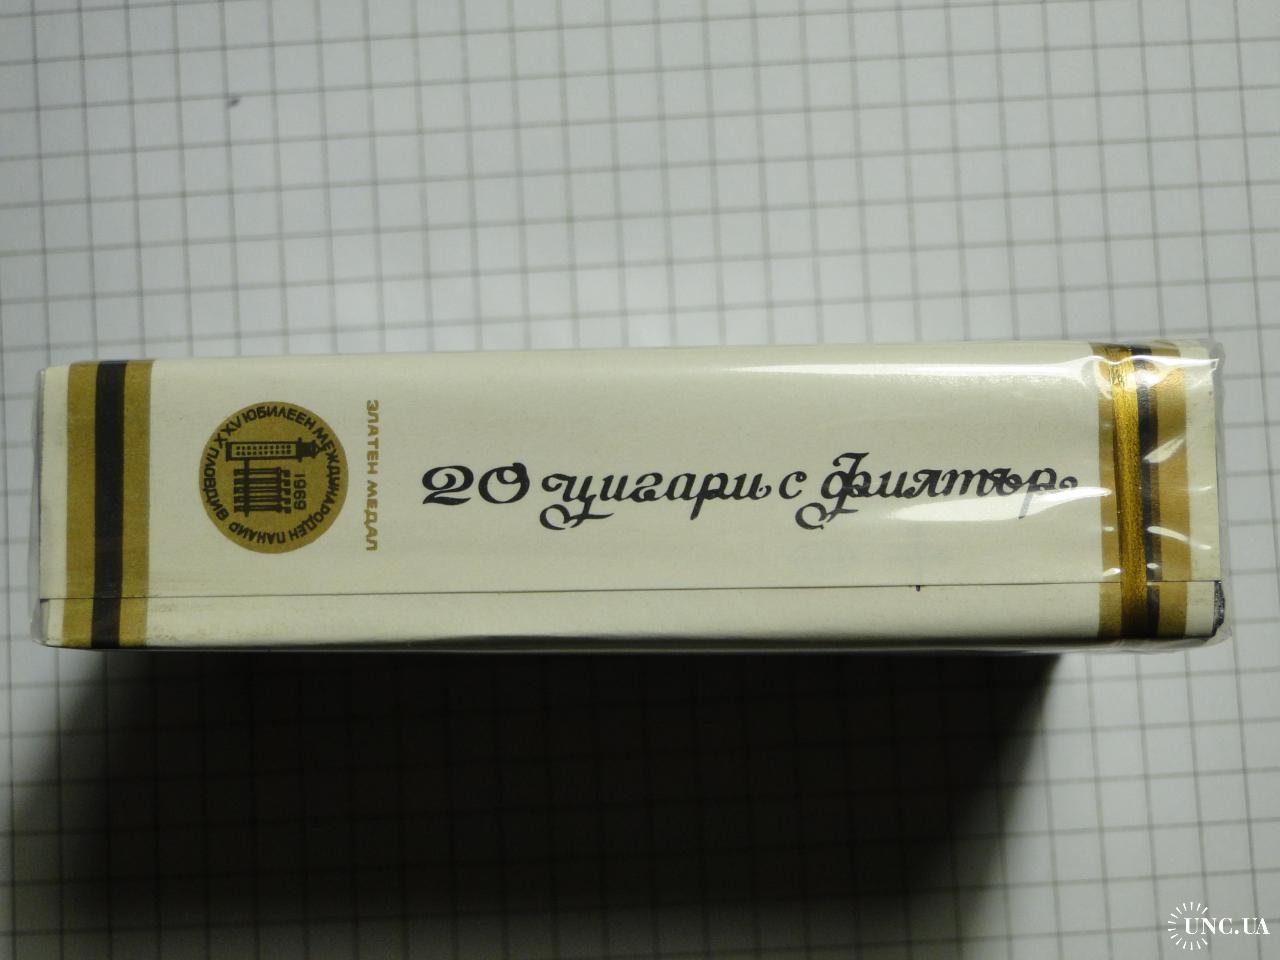 XXV ЮБИЛЕЕН МЕЖДУНАРОДЕН ПАНАИР ПЛОВДИВ
1969
ЗЛАТЕН МЕДАЛ
20 цигари с филтър
UNC.UA